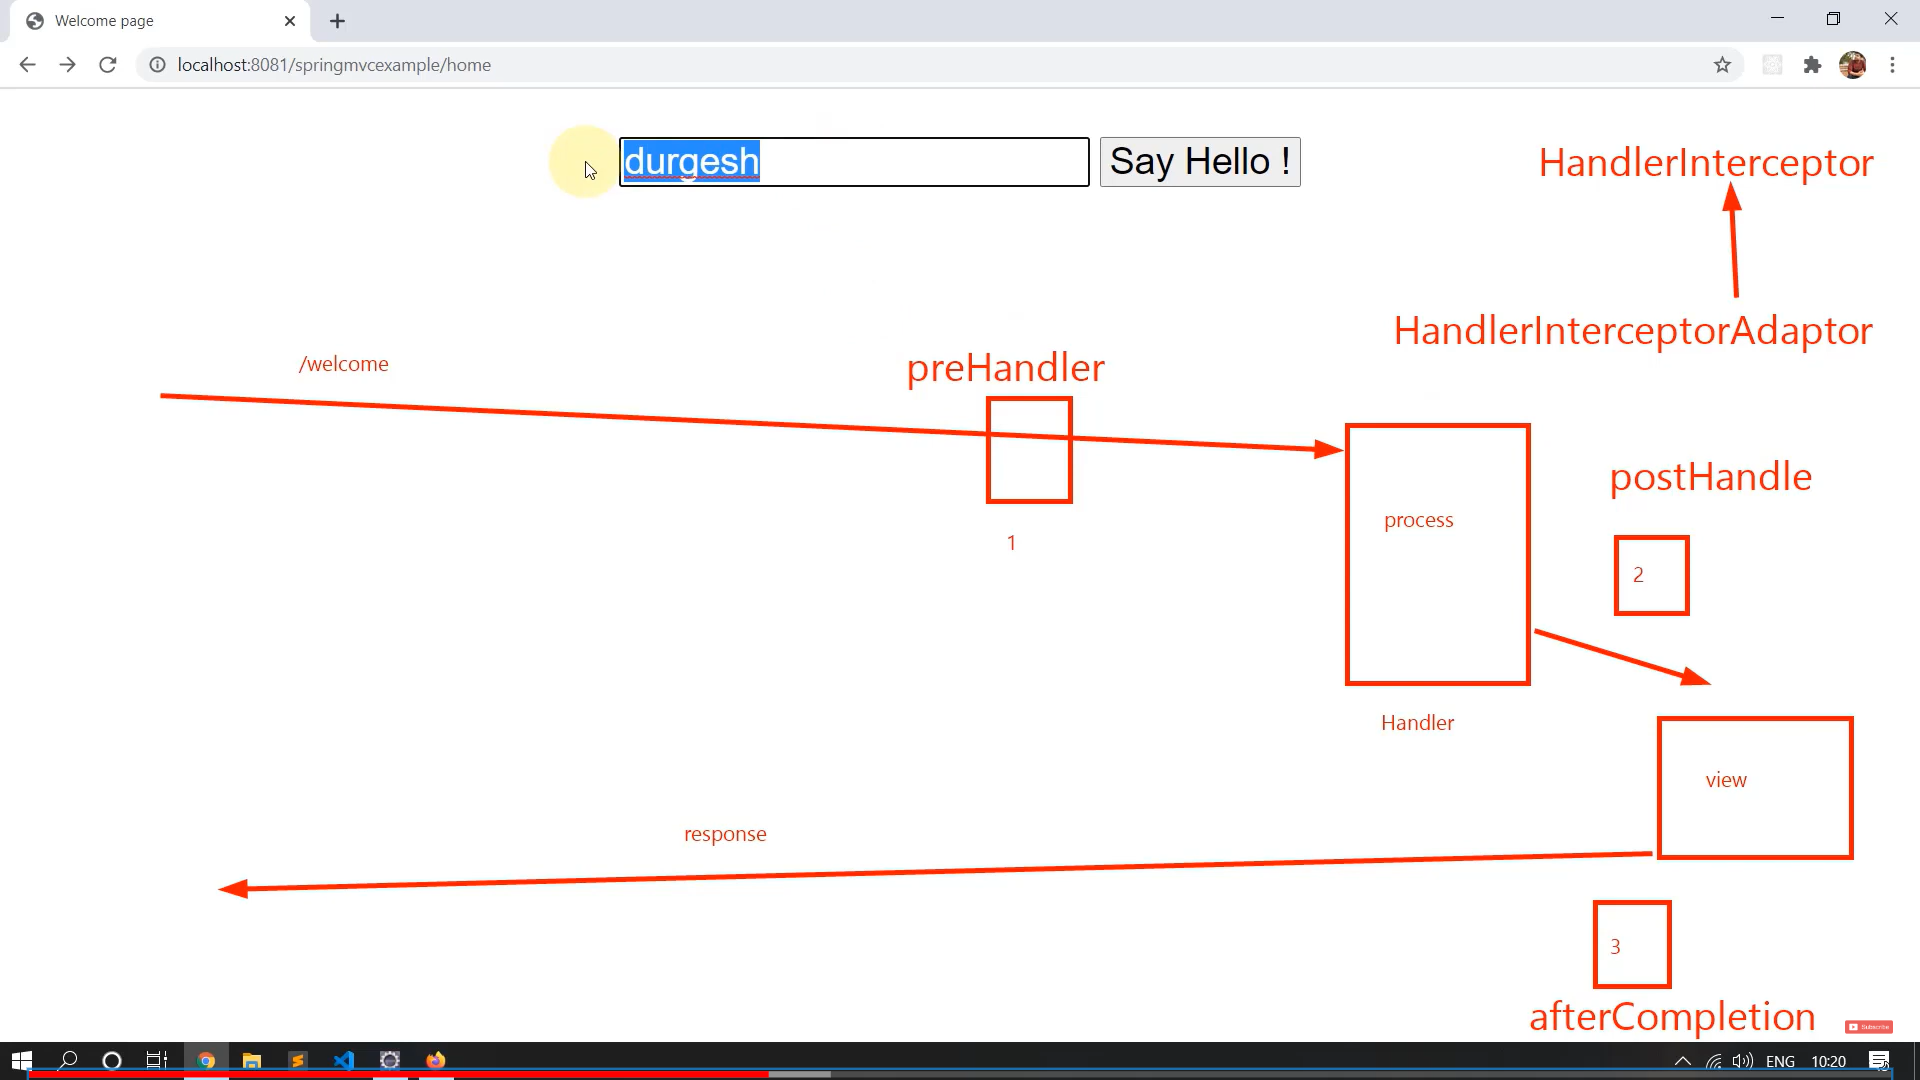 Welcome page
localhost:8081/springmvcexample/home
durgesh
Say Hello !
HandlerInterceptor
HandlerInterceptorAdaptor
/welcome
preHandler
postHandle
process
1
2
Handler
view
response
3
afterCompletion
Subscribe
ENG
10:20